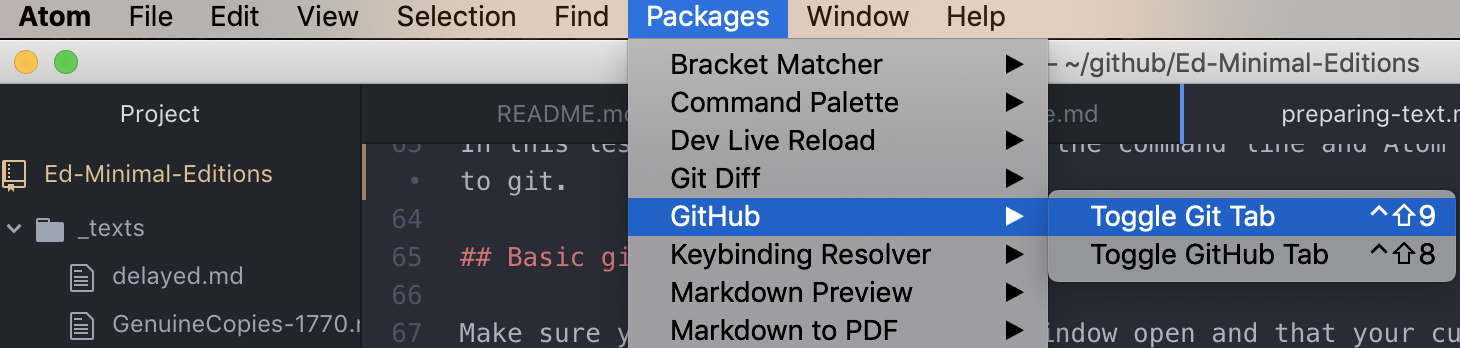 Atom File Edit View Selection Find Packages Window Help
– ~/github/Ed-Minimal-Editions
Project README.md e.md preparing-text.
Bracket Matcher
Command Palette
Dev Live Reload
Git Diff
GitHub
Keybinding Resolver
Markdown Preview
Markdown to PDF
Toggle Git Tab ^⇧9
Toggle GitHub Tab ^⇧8
Ed-Minimal-Editions
_texts
delayed.md
GenuineCopies-1770.
63 In this les the command line and Atom
• to git.
64
65 ## Basic gi
66
67 Make sure y indow open and that your cu